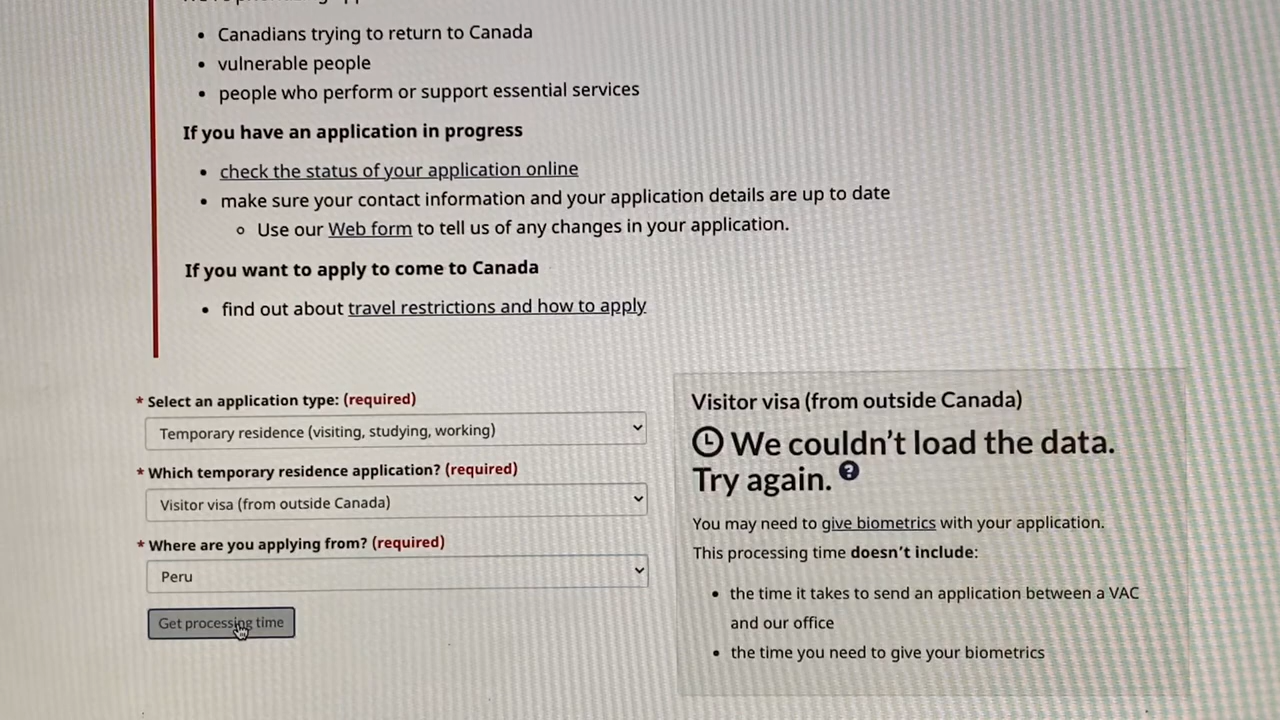 Canadians trying to return to Canada
vulnerable people
people who perform or support essential services
If you have an application in progress
check the status of your application online
make sure your contact information and your application details are up to date
Use our Web form to tell us of any changes in your application.
If you want to apply to come to Canada
find out about travel restrictions and how to apply
* Select an application type: (required)
Temporary residence (visiting, studying, working)
* Which temporary residence application? (required)
Visitor visa (from outside Canada)
* Where are you applying from? (required)
Peru
Get processing time
Visitor visa (from outside Canada)
We couldn't load the data.
Try again. ?
You may need to give biometrics with your application.
This processing time doesn't include:
the time it takes to send an application between a VAC
and our office
the time you need to give your biometrics